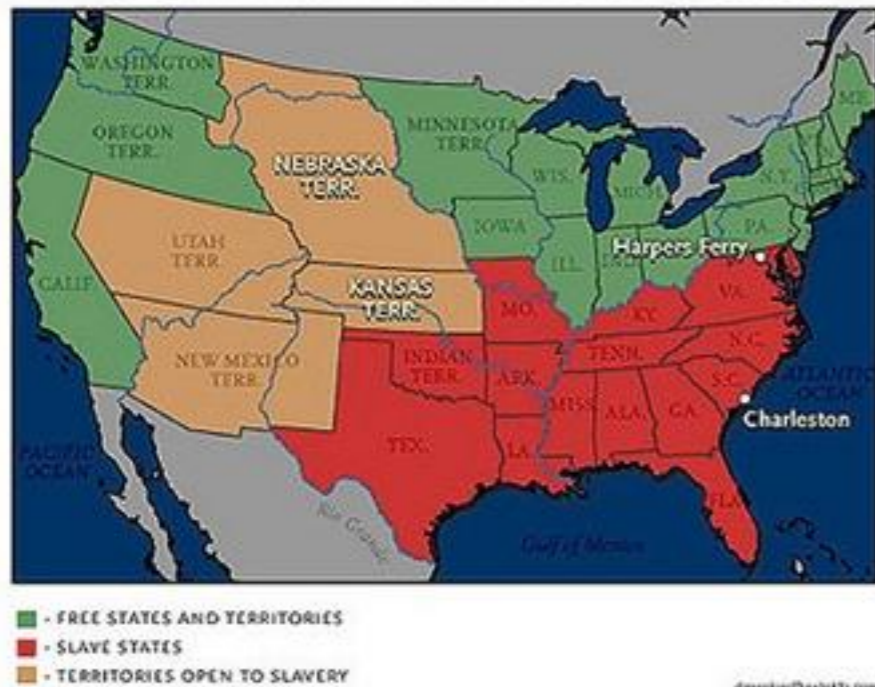 WASHINGTON
TERR.
OREGON
TERR.
MINNESOTA
TERR.
ME.
NEBRASKA
TERR.
WIS.
MICH.
N.Y.
IOWA
PA.
UTAH
TERR
CALIF
ILL.
IND.
Harpers Ferry
KANSAS
TERR.
MO.
KY.
VA.
NEW MEXICO
TERR.
INDIAN
TERR.
ARK.
TENN.
N.C.
S.C.
ATLANTIC
OCEAN
MISS.
ALA.
GA.
Charleston
PACIFIC
OCEAN
TEX.
LA.
FLA.
Rio Grande
Gulf of Mexico
- FREE STATES AND TERRITORIES
- SLAVE STATES
- TERRITORIES OPEN TO SLAVERY